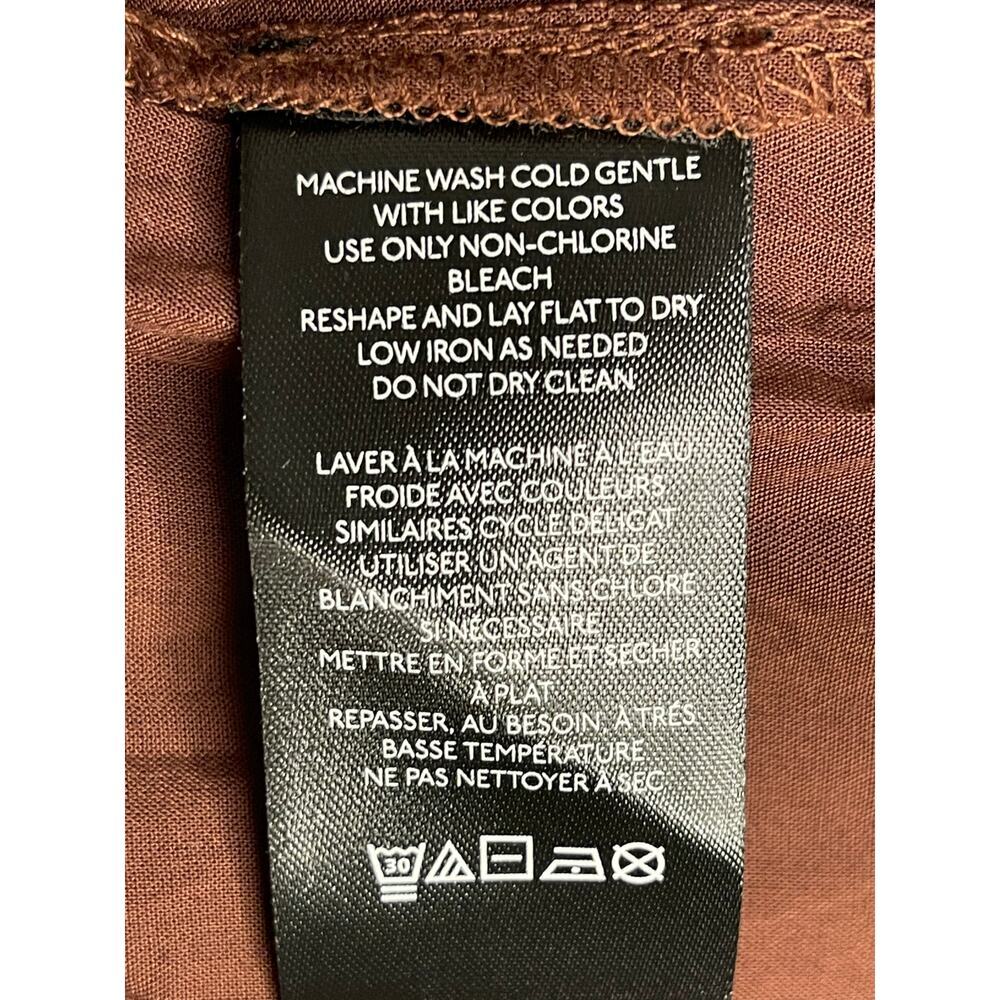 MACHINE WASH COLD GENTLE
WITH LIKE COLORS
USE ONLY NON-CHLORINE
BLEACH
RESHAPE AND LAY FLAT TO DRY
LOW IRON AS NEEDED
DO NOT DRY CLEAN
LAVER À LA MACHINE À L'EAU
FROIDE AVEC COULEURS
SIMILAIRES CYCLE DÉLICAT
UTILISER UN AGENT DE
BLANCHIMENT SANS CHLORE
SI NÉCESSAIRE
METTRE EN FORME ET SÉCHER
À PLAT
REPASSER, AU BESOIN, À TRÉS
BASSE TEMPÉRATURE
NE PAS NETTOYER À SEC
30